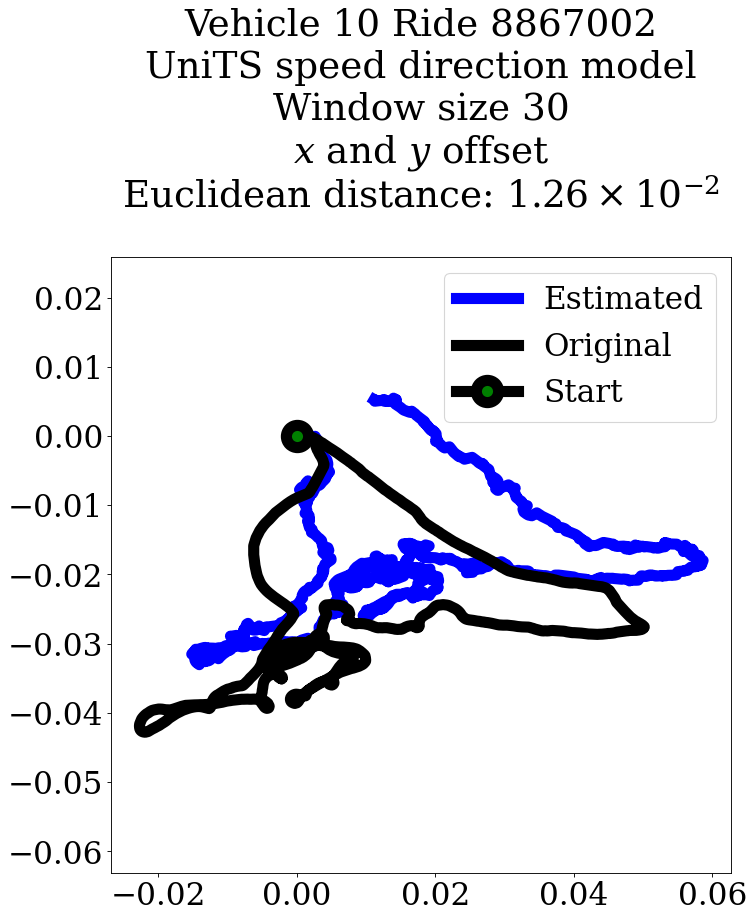 Vehicle 10 Ride 8867002
UniTS speed direction model
Window size 30
x and y offset
Euclidean distance: 1.26 × 10⁻²
Estimated
Original
Start
0.02
0.01
0.00
−0.01
−0.02
−0.03
−0.04
−0.05
−0.06
−0.02 0.00 0.02 0.04 0.06